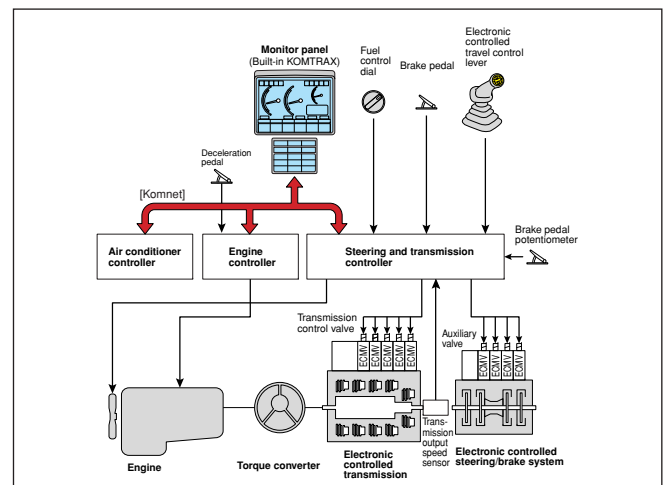 Monitor panel
(Built-in KOMTRAX)
Fuel
control
dial
Brake pedal
Electronic
controlled
travel control
lever
Deceleration
pedal
[Komnet]
Air conditioner
controller
Engine
controller
Steering and transmission
controller
Brake pedal
potentiometer
Transmission
control valve
ECMV
ECMV
ECMV
ECMV
ECMV
Auxiliary
valve
ECMV
ECMV
ECMV
ECMV
Engine
Torque converter
Electronic
controlled
transmission
Trans-
mission
output
speed
sensor
Electronic controlled
steering/brake system